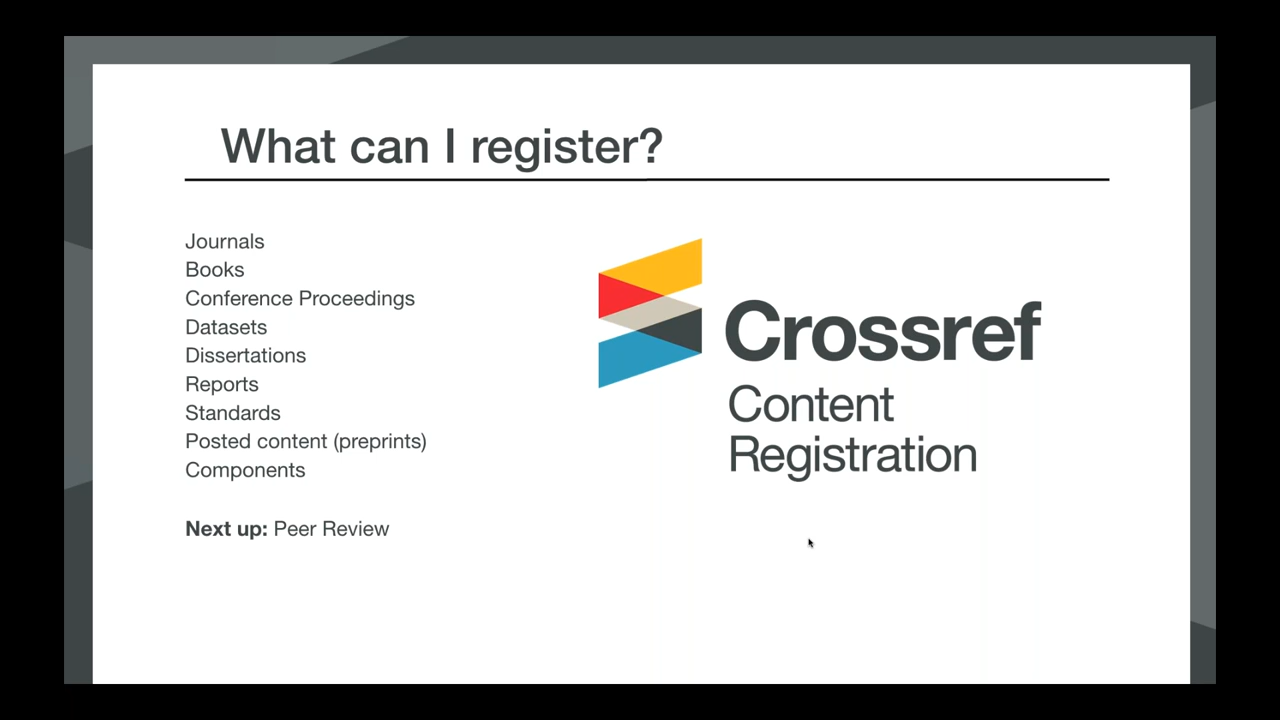 What can I register?
Journals
Books
Conference Proceedings
Datasets
Dissertations
Reports
Standards
Posted content (preprints)
Components
Next up: Peer Review
Crossref
Content
Registration